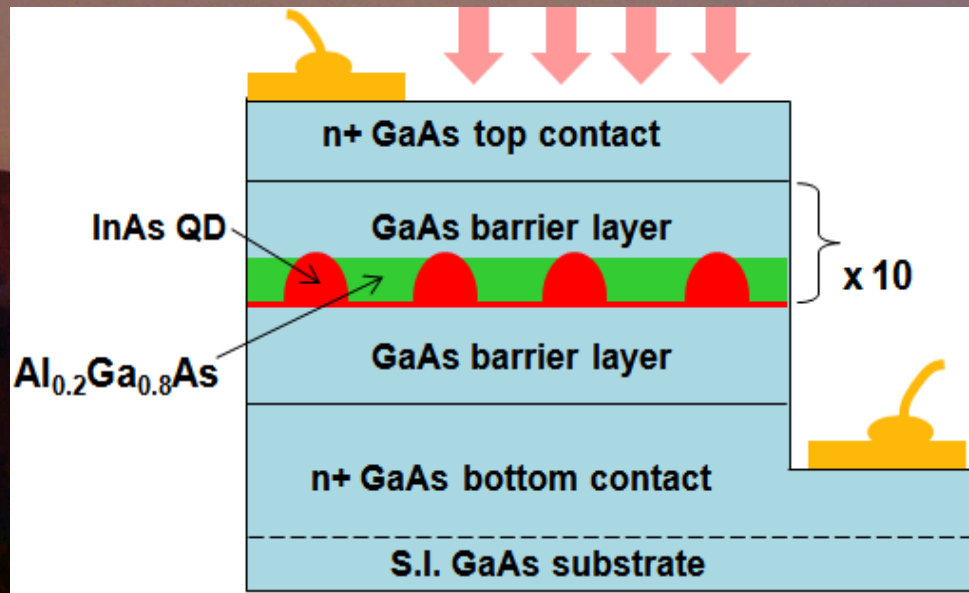 n+ GaAs top contact
InAs QD
GaAs barrier layer
x 10
Al₀.₂Ga₀.₈As
GaAs barrier layer
n+ GaAs bottom contact
S.I. GaAs substrate